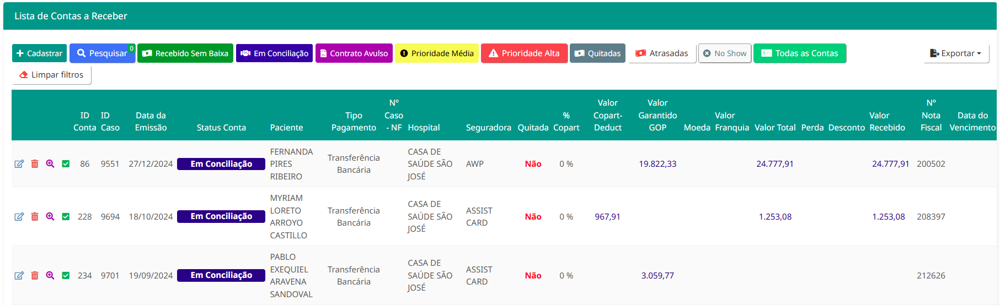 Lista de Contas a Receber
Cadastrar Pesquisar 0 Recebido Sem Baixa Em Conciliação Contrato Avulso Prioridade Média Prioridade Alta Quitadas Atrasadas No Show Todas as Contas Exportar
Limpar filtros
ID Conta
ID Caso
Data da Emissão
Status Conta
Paciente
Tipo Pagamento
Nº Caso - NF
Hospital
Seguradora
Quitada
% Copart
Valor Copart-Deduct
Valor Garantido GOP
Moeda
Valor Franquia
Valor Total
Perda
Desconto
Valor Recebido
Nº Nota Fiscal
Data do Vencimento
86 9551 27/12/2024 Em Conciliação FERNANDA PIRES RIBEIRO Transferência Bancária CASA DE SAÚDE SÃO JOSÉ AWP Não 0 % 19.822,33 24.777,91 24.777,91 200502
228 9694 18/10/2024 Em Conciliação MYRIAM LORETO ARROYO CASTILLO Transferência Bancária CASA DE SAÚDE SÃO JOSÉ ASSIST CARD Não 0 % 967,91 1.253,08 1.253,08 208397
234 9701 19/09/2024 Em Conciliação PABLO EXEQUIEL ARAVENA SANDOVAL Transferência Bancária CASA DE SAÚDE SÃO JOSÉ ASSIST CARD Não 0 % 3.059,77 212626